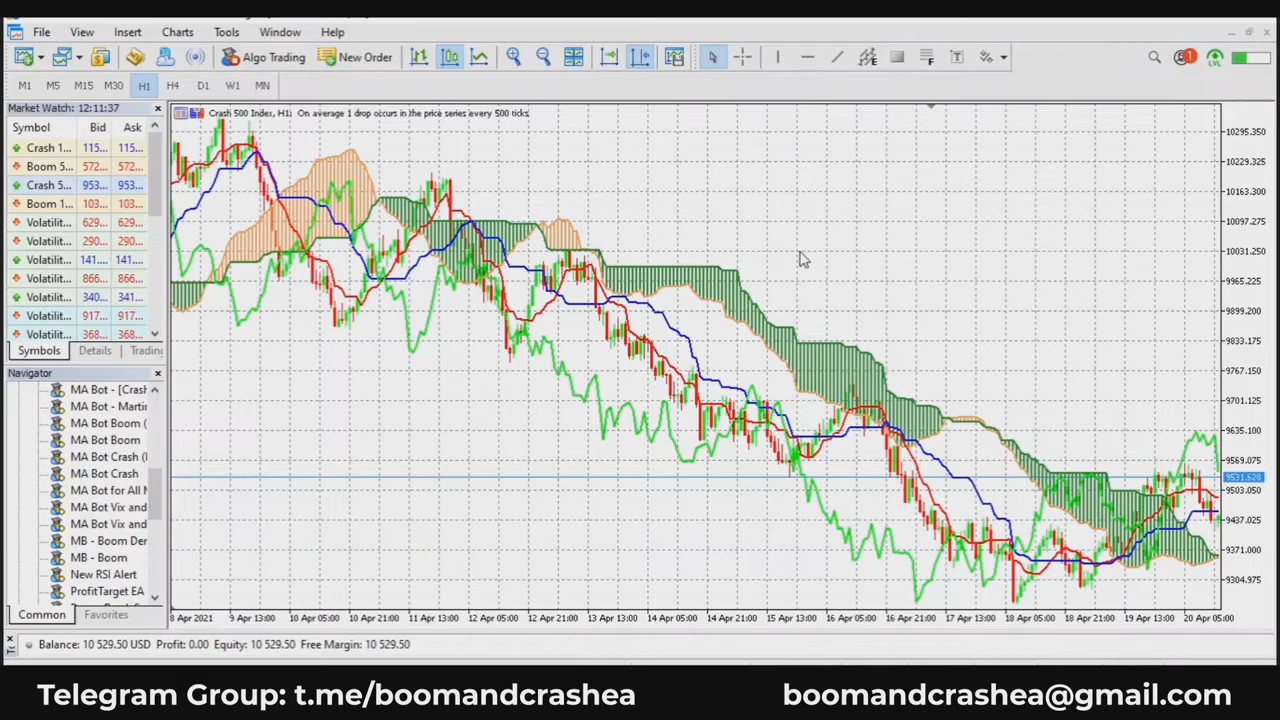 File View Insert Charts Tools Window Help
Algo Trading New Order
M1 M5 M15 M30 H1 H4 D1 W1 MN
Market Watch: 12:11:37
Symbol Bid Ask
Crash 1... 115... 115...
Boom 5... 572... 572...
Crash 5... 953... 953...
Boom 1... 103... 103...
Volatilit... 629... 629...
Volatilit... 290... 290...
Volatilit... 141... 141...
Volatilit... 866... 866...
Volatilit... 340... 341...
Volatilit... 917... 917...
Volatilit... 368... 368...
Symbols Details Trading
Navigator
MA Bot - [Crash
MA Bot - Martin
MA Bot Boom (
MA Bot Boom
MA Bot Crash (
MA Bot Crash
MA Bot for All M
MA Bot Vix and
MA Bot Vix and
MB - Boom Der
MB - Boom
New RSI Alert
ProfitTarget EA
Common Favorites
Crash 500 Index, H1: On average 1 drop occurs in the price series every 500 ticks
10295.350
10229.325
10163.300
10097.275
10031.250
9965.225
9899.200
9833.175
9767.150
9701.125
9635.100
9569.075
9531.528
9503.050
9437.025
9371.000
9304.975
8 Apr 2021 9 Apr 13:00 10 Apr 05:00 10 Apr 21:00 11 Apr 13:00 12 Apr 05:00 12 Apr 21:00 13 Apr 13:00 14 Apr 05:00 14 Apr 21:00 15 Apr 13:00 16 Apr 05:00 16 Apr 21:00 17 Apr 13:00 18 Apr 05:00 18 Apr 21:00 19 Apr 13:00 20 Apr 05:00
Balance: 10 529.50 USD Profit: 0.00 Equity: 10 529.50 Free Margin: 10 529.50
Telegram Group: t.me/boomandcrashea boomandcrashea@gmail.com